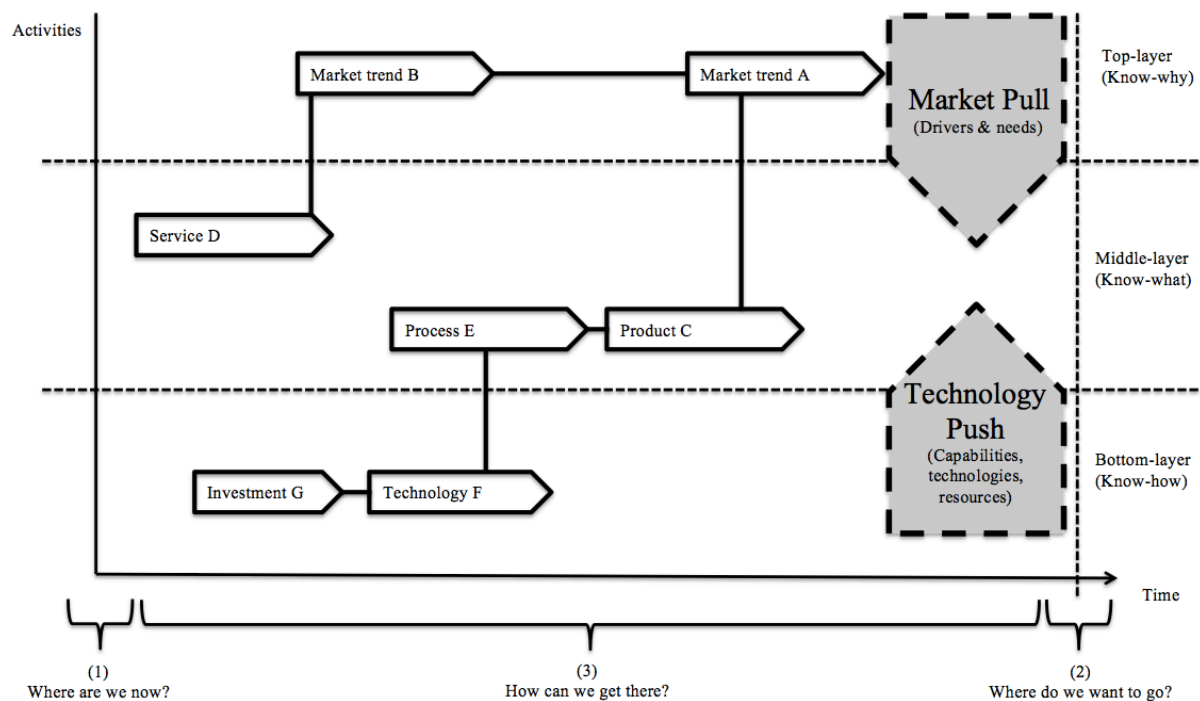 Activities
Market trend B
Market trend A
Market Pull
(Drivers & needs)
Top-layer
(Know-why)
Service D
Middle-layer
(Know-what)
Process E
Product C
Technology
Push
(Capabilities,
technologies,
resources)
Investment G
Technology F
Bottom-layer
(Know-how)
Time
(1)
Where are we now?
(3)
How can we get there?
(2)
Where do we want to go?